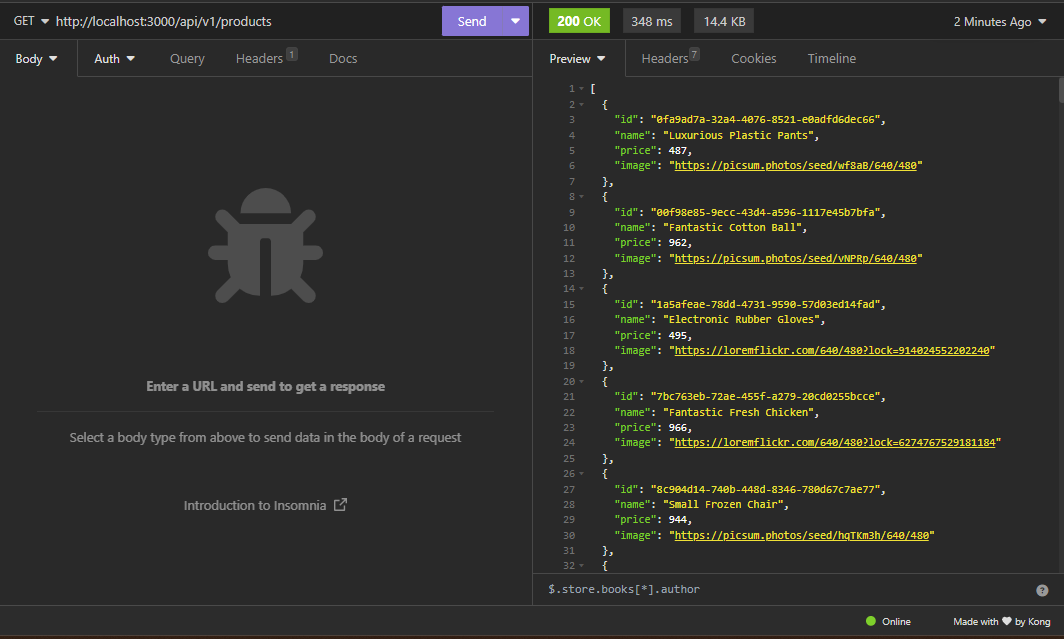 GET http://localhost:3000/api/v1/products Send 200 OK 348 ms 14.4 KB 2 Minutes Ago
Body Auth Query Headers 1 Docs
Preview Headers 7 Cookies Timeline
1 [
2 {
3 "id": "0fa9ad7a-32a4-4076-8521-e0adfd6dec66",
4 "name": "Luxurious Plastic Pants",
5 "price": 487,
6 "image": "https://picsum.photos/seed/wf8aB/640/480"
7 },
8 {
9 "id": "00f98e85-9ecc-43d4-a596-1117e45b7bfa",
10 "name": "Fantastic Cotton Ball",
11 "price": 962,
12 "image": "https://picsum.photos/seed/vNPRp/640/480"
13 },
14 {
15 "id": "1a5afeae-78dd-4731-9590-57d03ed14fad",
16 "name": "Electronic Rubber Gloves",
17 "price": 495,
18 "image": "https://loremflickr.com/640/480?lock=914024552202240"
19 },
20 {
21 "id": "7bc763eb-72ae-455f-a279-20cd0255bcce",
22 "name": "Fantastic Fresh Chicken",
23 "price": 966,
24 "image": "https://loremflickr.com/640/480?lock=6274767529181184"
25 },
26 {
27 "id": "8c904d14-740b-448d-8346-780d67c7ae77",
28 "name": "Small Frozen Chair",
29 "price": 944,
30 "image": "https://picsum.photos/seed/hqTKm3h/640/480"
31 },
32 {
Enter a URL and send to get a response
Select a body type from above to send data in the body of a request
Introduction to Insomnia
$.store.books[*].author ?
Online Made with ♥ by Kong